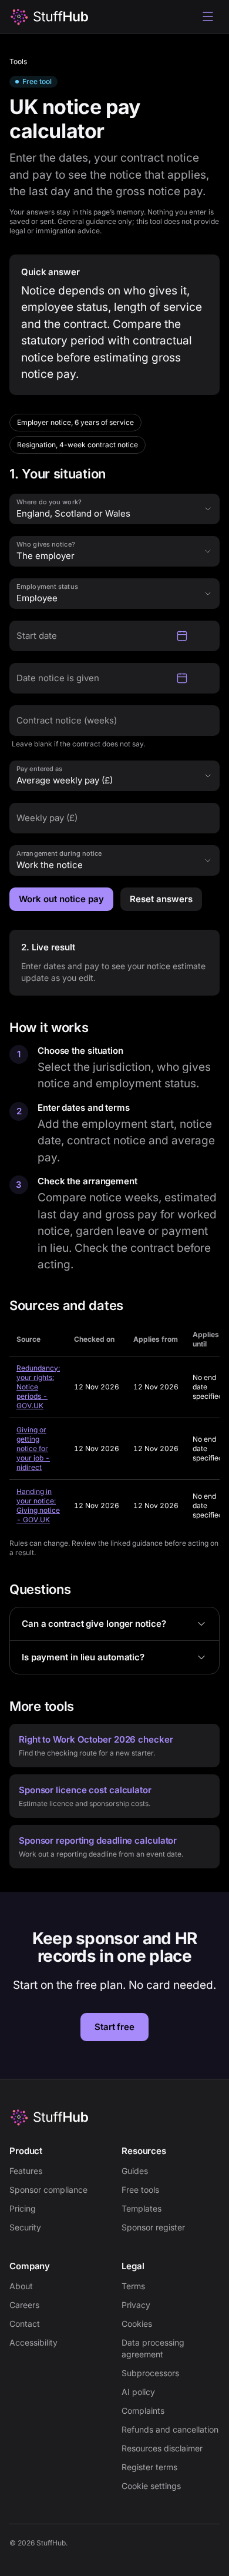 StuffHub
Tools
Free tool
UK notice pay
calculator
Enter the dates, your contract notice
and pay to see the notice that applies,
the last day and the gross notice pay.
Your answers stay in this page's memory. Nothing you enter is
saved or sent. General guidance only; this tool does not provide
legal or immigration advice.
Quick answer
Notice depends on who gives it,
employee status, length of service
and the contract. Compare the
statutory period with contractual
notice before estimating gross
notice pay.
Employer notice, 6 years of service
Resignation, 4-week contract notice
1. Your situation
Where do you work?
England, Scotland or Wales
Who gives notice?
The employer
Employment status
Employee
Start date
Date notice is given
Contract notice (weeks)
Leave blank if the contract does not say.
Pay entered as
Average weekly pay (£)
Weekly pay (£)
Arrangement during notice
Work the notice
Work out notice pay
Reset answers
2. Live result
Enter dates and pay to see your notice estimate
update as you edit.
How it works
1
Choose the situation
Select the jurisdiction, who gives
notice and employment status.
2
Enter dates and terms
Add the employment start, notice
date, contract notice and average
pay.
3
Check the arrangement
Compare notice weeks, estimated
last day and gross pay for worked
notice, garden leave or payment
in lieu. Check the contract before
acting.
Sources and dates
Source Checked on Applies from Applies
until
Redundancy:
your rights:
Notice
periods -
GOV.UK
12 Nov 2026 12 Nov 2026
No end
date
specified
Giving or
getting
notice for
your job -
nidirect
12 Nov 2026 12 Nov 2026
No end
date
specified
Handing in
your notice:
Giving notice
- GOV.UK
12 Nov 2026 12 Nov 2026
No end
date
specified
Rules can change. Review the linked guidance before acting on
a result.
Questions
Can a contract give longer notice?
Is payment in lieu automatic?
More tools
Right to Work October 2026 checker
Find the checking route for a new starter.
Sponsor licence cost calculator
Estimate licence and sponsorship costs.
Sponsor reporting deadline calculator
Work out a reporting deadline from an event date.
Keep sponsor and HR
records in one place
Start on the free plan. No card needed.
Start free
StuffHub
Product
Features
Sponsor compliance
Pricing
Security
Resources
Guides
Free tools
Templates
Sponsor register
Company
About
Careers
Contact
Accessibility
Legal
Terms
Privacy
Cookies
Data processing
agreement
Subprocessors
AI policy
Complaints
Refunds and cancellation
Resources disclaimer
Register terms
Cookie settings
© 2026 StuffHub.